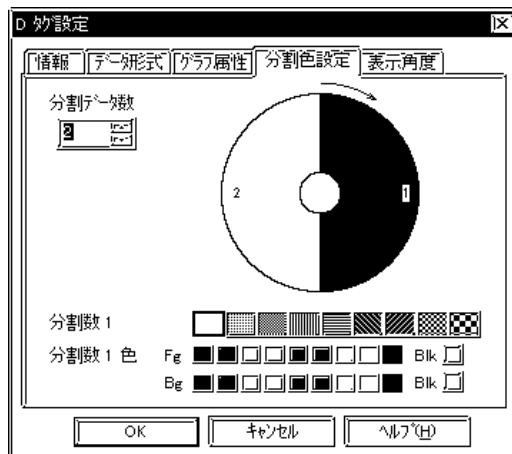 D ﾀｸﾞ設定
情報 ﾃﾞｰﾀ形式 ｸﾞﾗﾌ属性 分割色設定 表示角度
分割ﾃﾞｰﾀ数
2
2 1
分割数 1
分割数 1 色 Fg Blk
Bg Blk
OK ｷｬﾝｾﾙ ﾍﾙﾌﾟ(H)